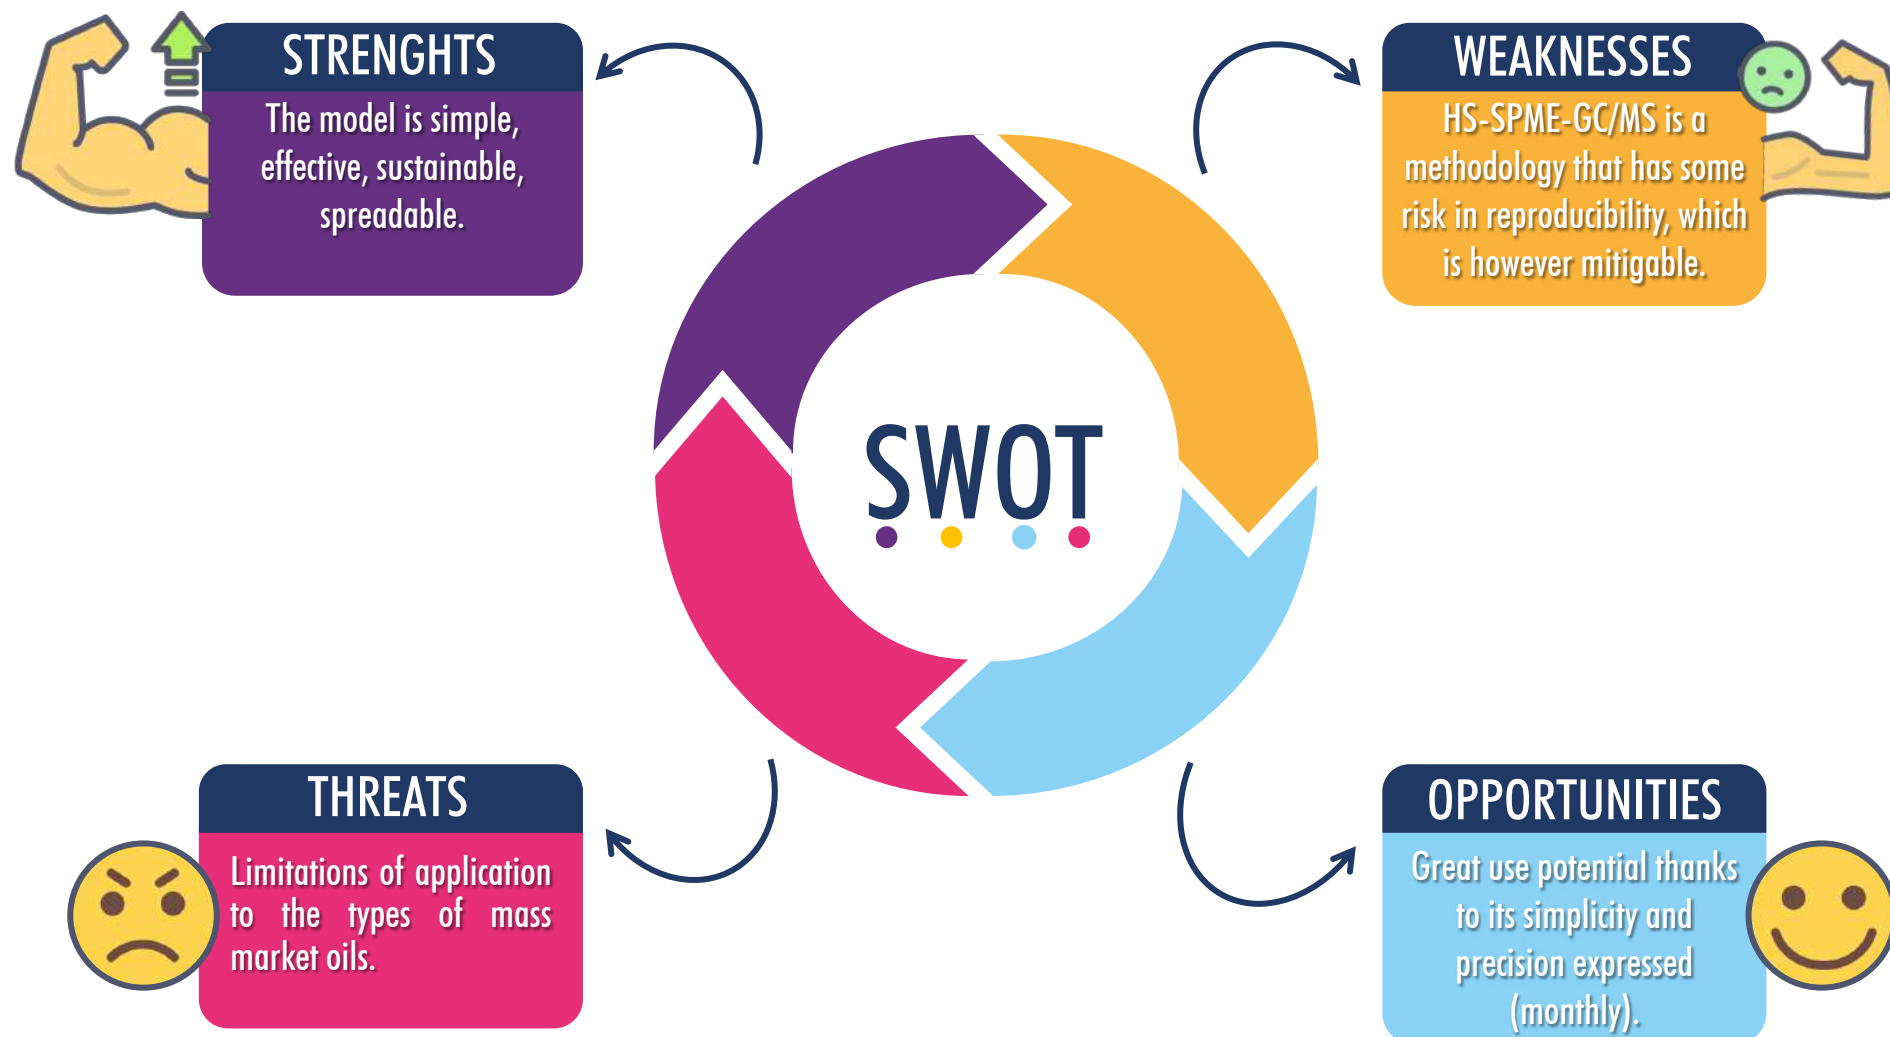 STRENGHTS
The model is simple,
effective, sustainable,
spreadable.
WEAKNESSES
HS-SPME-GC/MS is a
methodology that has some
risk in reproducibility, which
is however mitigable.
SWOT
THREATS
Limitations of application
to the types of mass
market oils.
OPPORTUNITIES
Great use potential thanks
to its simplicity and
precision expressed
(monthly).